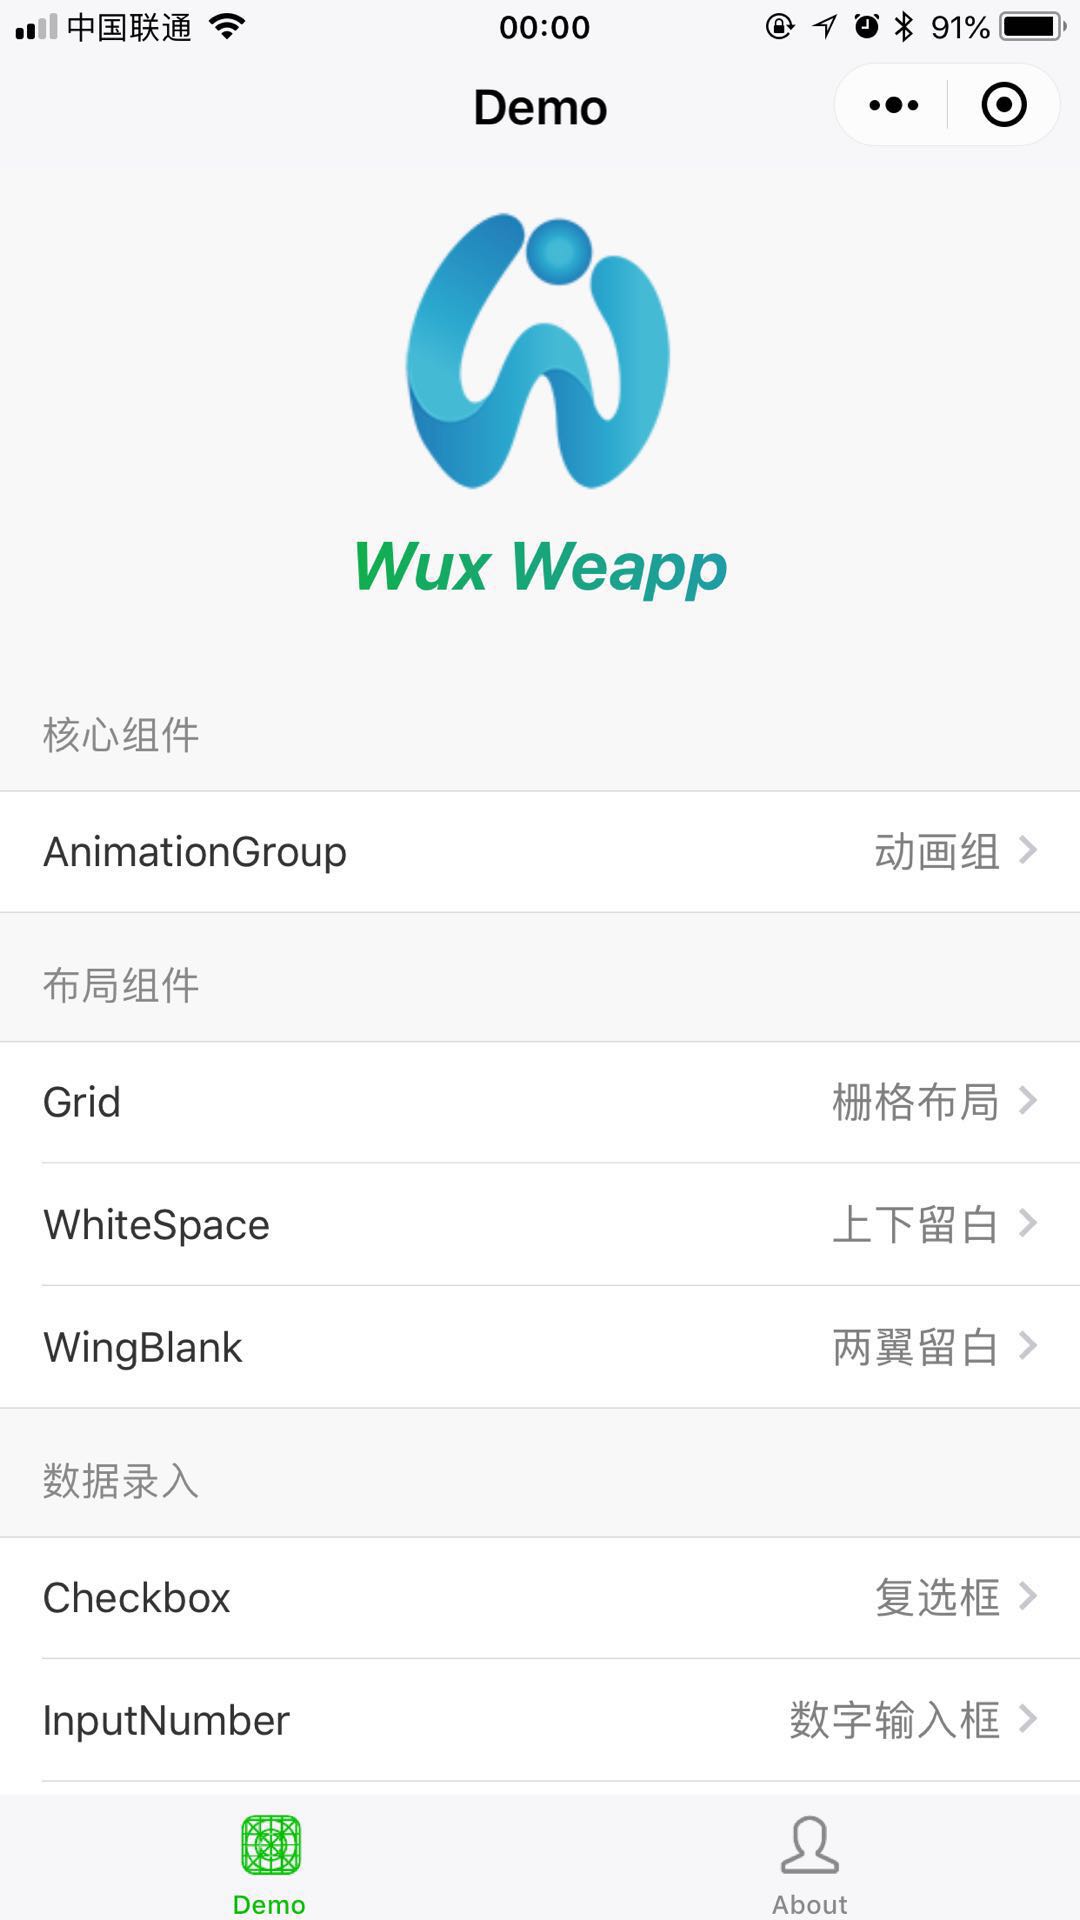 中国联通 00:00 91%
Demo
Wux Weapp
核心组件
AnimationGroup 动画组
布局组件
Grid 栅格布局
WhiteSpace 上下留白
WingBlank 两翼留白
数据录入
Checkbox 复选框
InputNumber 数字输入框
Demo About